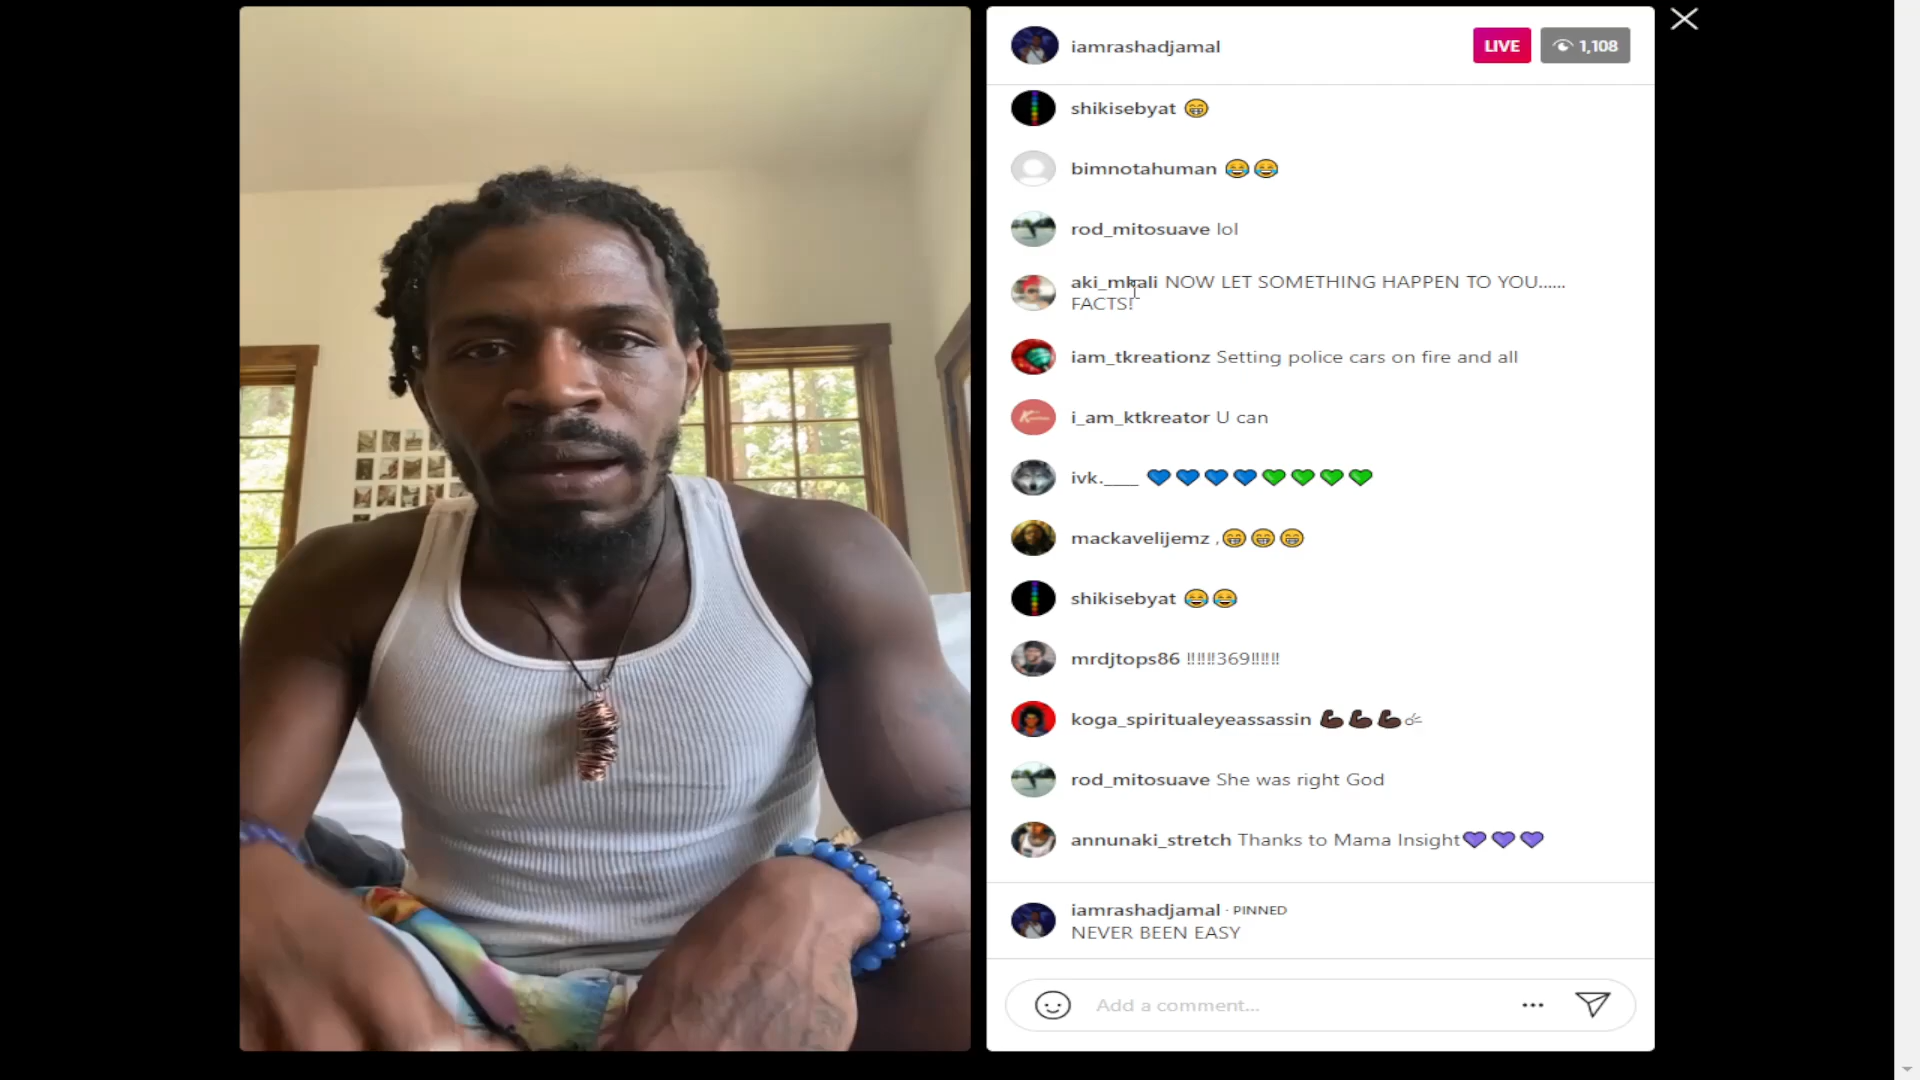 iamrashadjamal
LIVE
1,108
shikisebyat 😁
bimnotahuman 😂😂
rod_mitosuave lol
aki_mkali NOW LET SOMETHING HAPPEN TO YOU......
FACTS!
iam_tkreationz Setting police cars on fire and all
i_am_ktkreator U can
ivk.____ 💙💙💙💙💚💚💚💚
mackavelijemz ,😁😁😁
shikisebyat 😂😂
mrdjtops86 !!!!!!369!!!!!!
koga_spiritualeyeassassin 💪🏿💪🏿💪🏿
rod_mitosuave She was right God
annunaki_stretch Thanks to Mama Insight💜💜💜
iamrashadjamal · PINNED
NEVER BEEN EASY
Add a comment...